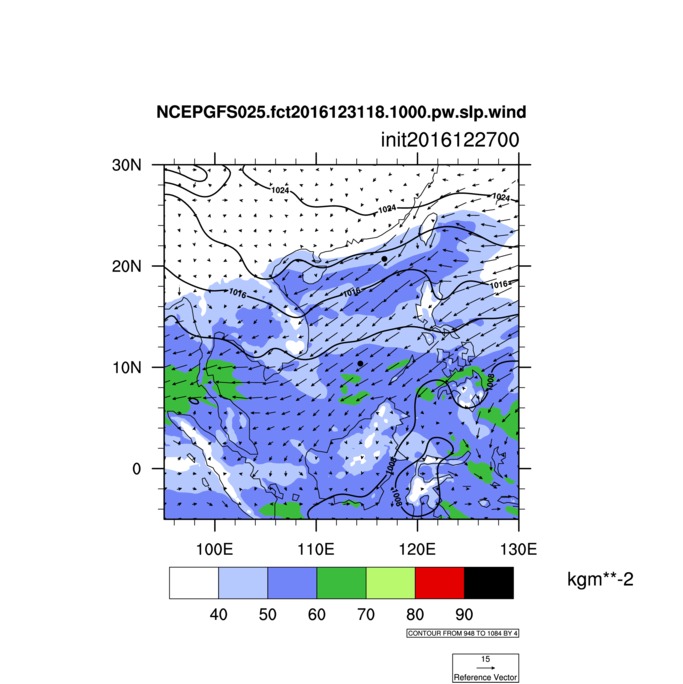 NCEPGFS025.fct2016123118.1000.pw.slp.wind
init2016122700
30N
1024
1024
1024
20N
1016
1016
1016
10N
1008
0
1008
1008
100E
110E
120E
130E
kgm**-2
40
50
60
70
80
90
CONTOUR FROM 948 TO 1084 BY 4
15
Reference Vector